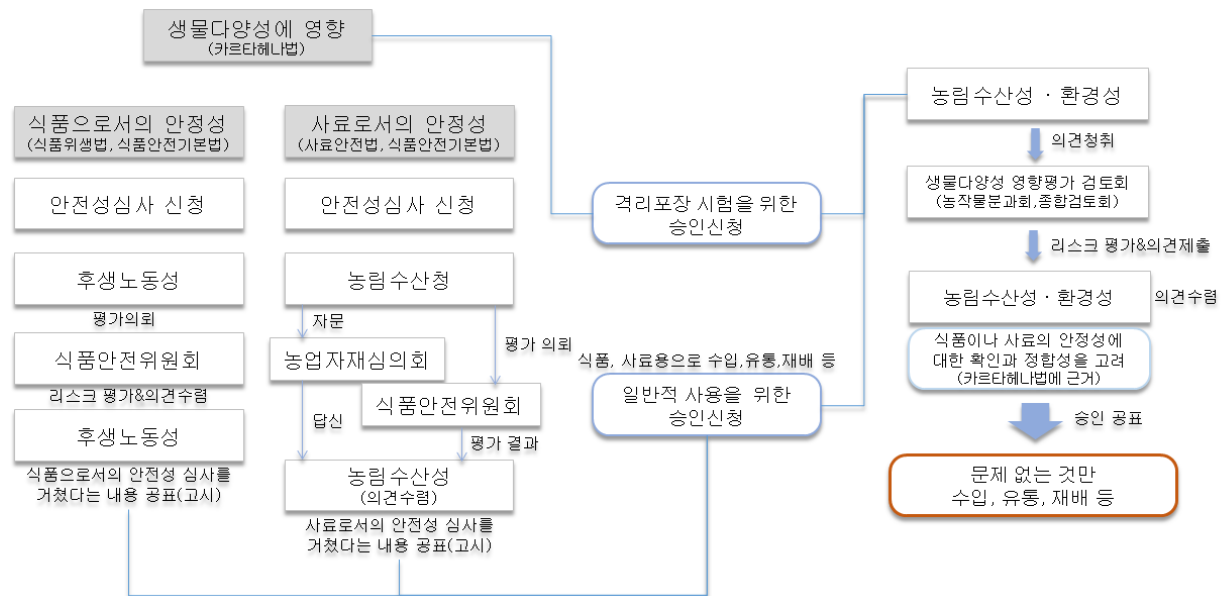 생물다양성에 영향
(카르타헤나법)
식품으로서의 안정성
(식품위생법, 식품안전기본법)
안전성심사 신청
후생노동성
평가의뢰
식품안전위원회
리스크 평가&의견수렴
후생노동성
식품으로서의 안전성 심사를
거쳤다는 내용 공표(고시)
사료로서의 안정성
(사료안전법, 식품안전기본법)
안전성심사 신청
농림수산청
자문
평가 의뢰
농업자재심의회
식품안전위원회
답신
평가 결과
농림수산성
(의견수렴)
사료로서의 안전성 심사를
거쳤다는 내용 공표(고시)
격리포장 시험을 위한
승인신청
식품, 사료용으로 수입,유통,재배 등
일반적 사용을 위한
승인신청
농림수산성 · 환경성
의견청취
생물다양성 영향평가 검토회
(농작물분과회,종합검토회)
리스크 평가&의견제출
농림수산성 · 환경성
의견수렴
식품이나 사료의 안정성에
대한 확인과 정합성을 고려
(카르타헤나법에 근거)
승인 공표
문제 없는 것만
수입, 유통, 재배 등